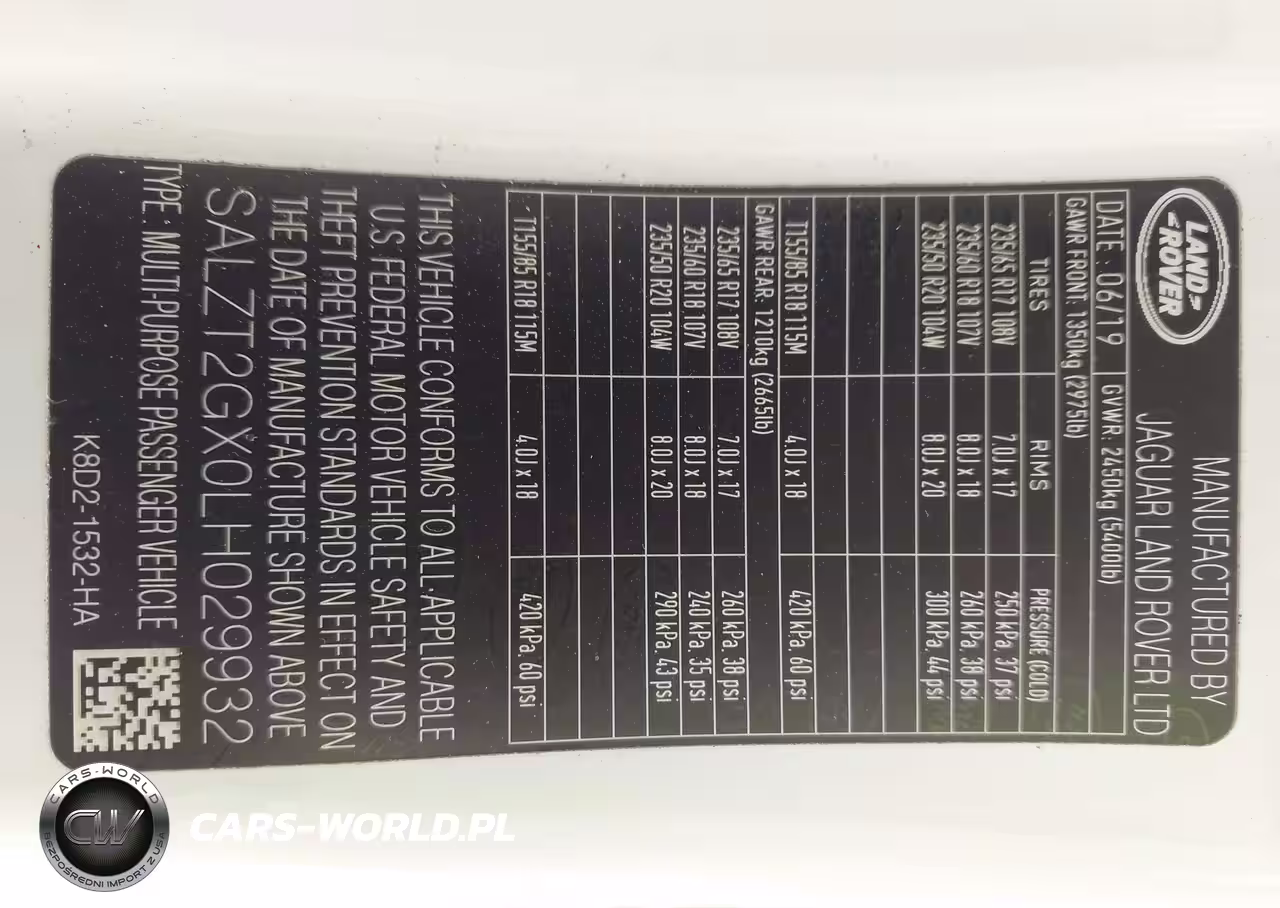 LAND
ROVER
MANUFACTURED BY
JAGUAR LAND ROVER LTD
DATE : 06/19 GVWR: 2450kg (5400lb)
GAWR FRONT: 1350kg (2975lb)
TIRES RIMS PRESSURE (COLD)
235/65 R17 108V 7.0J x 17 250 kPa, 37 psi
235/60 R18 107V 8.0J x 18 260 kPa, 38 psi
235/50 R20 104W 8.0J x 20 300 kPa, 44 psi
T155/85 R18 115M 4.0J x 18 420 kPa, 60 psi
GAWR REAR: 1210kg (2665lb)
235/65 R17 108V 7.0J x 17 260 kPa, 38 psi
235/60 R18 107V 8.0J x 18 240 kPa, 35 psi
235/50 R20 104W 8.0J x 20 290 kPa, 43 psi
T155/85 R18 115M 4.0J x 18 420 kPa, 60 psi
THIS VEHICLE CONFORMS TO ALL APPLICABLE
U.S FEDERAL MOTOR VEHICLE SAFETY AND
THEFT PREVENTION STANDARDS IN EFFECT ON
THE DATE OF MANUFACTURE SHOWN ABOVE
SALZT2GX0LH029932
TYPE: MULTI-PURPOSE PASSENGER VEHICLE
K8D2-1532-HA
CARS-WORLD
CW
BEZPOŚREDNI IMPORT Z USA
CARS-WORLD.PL